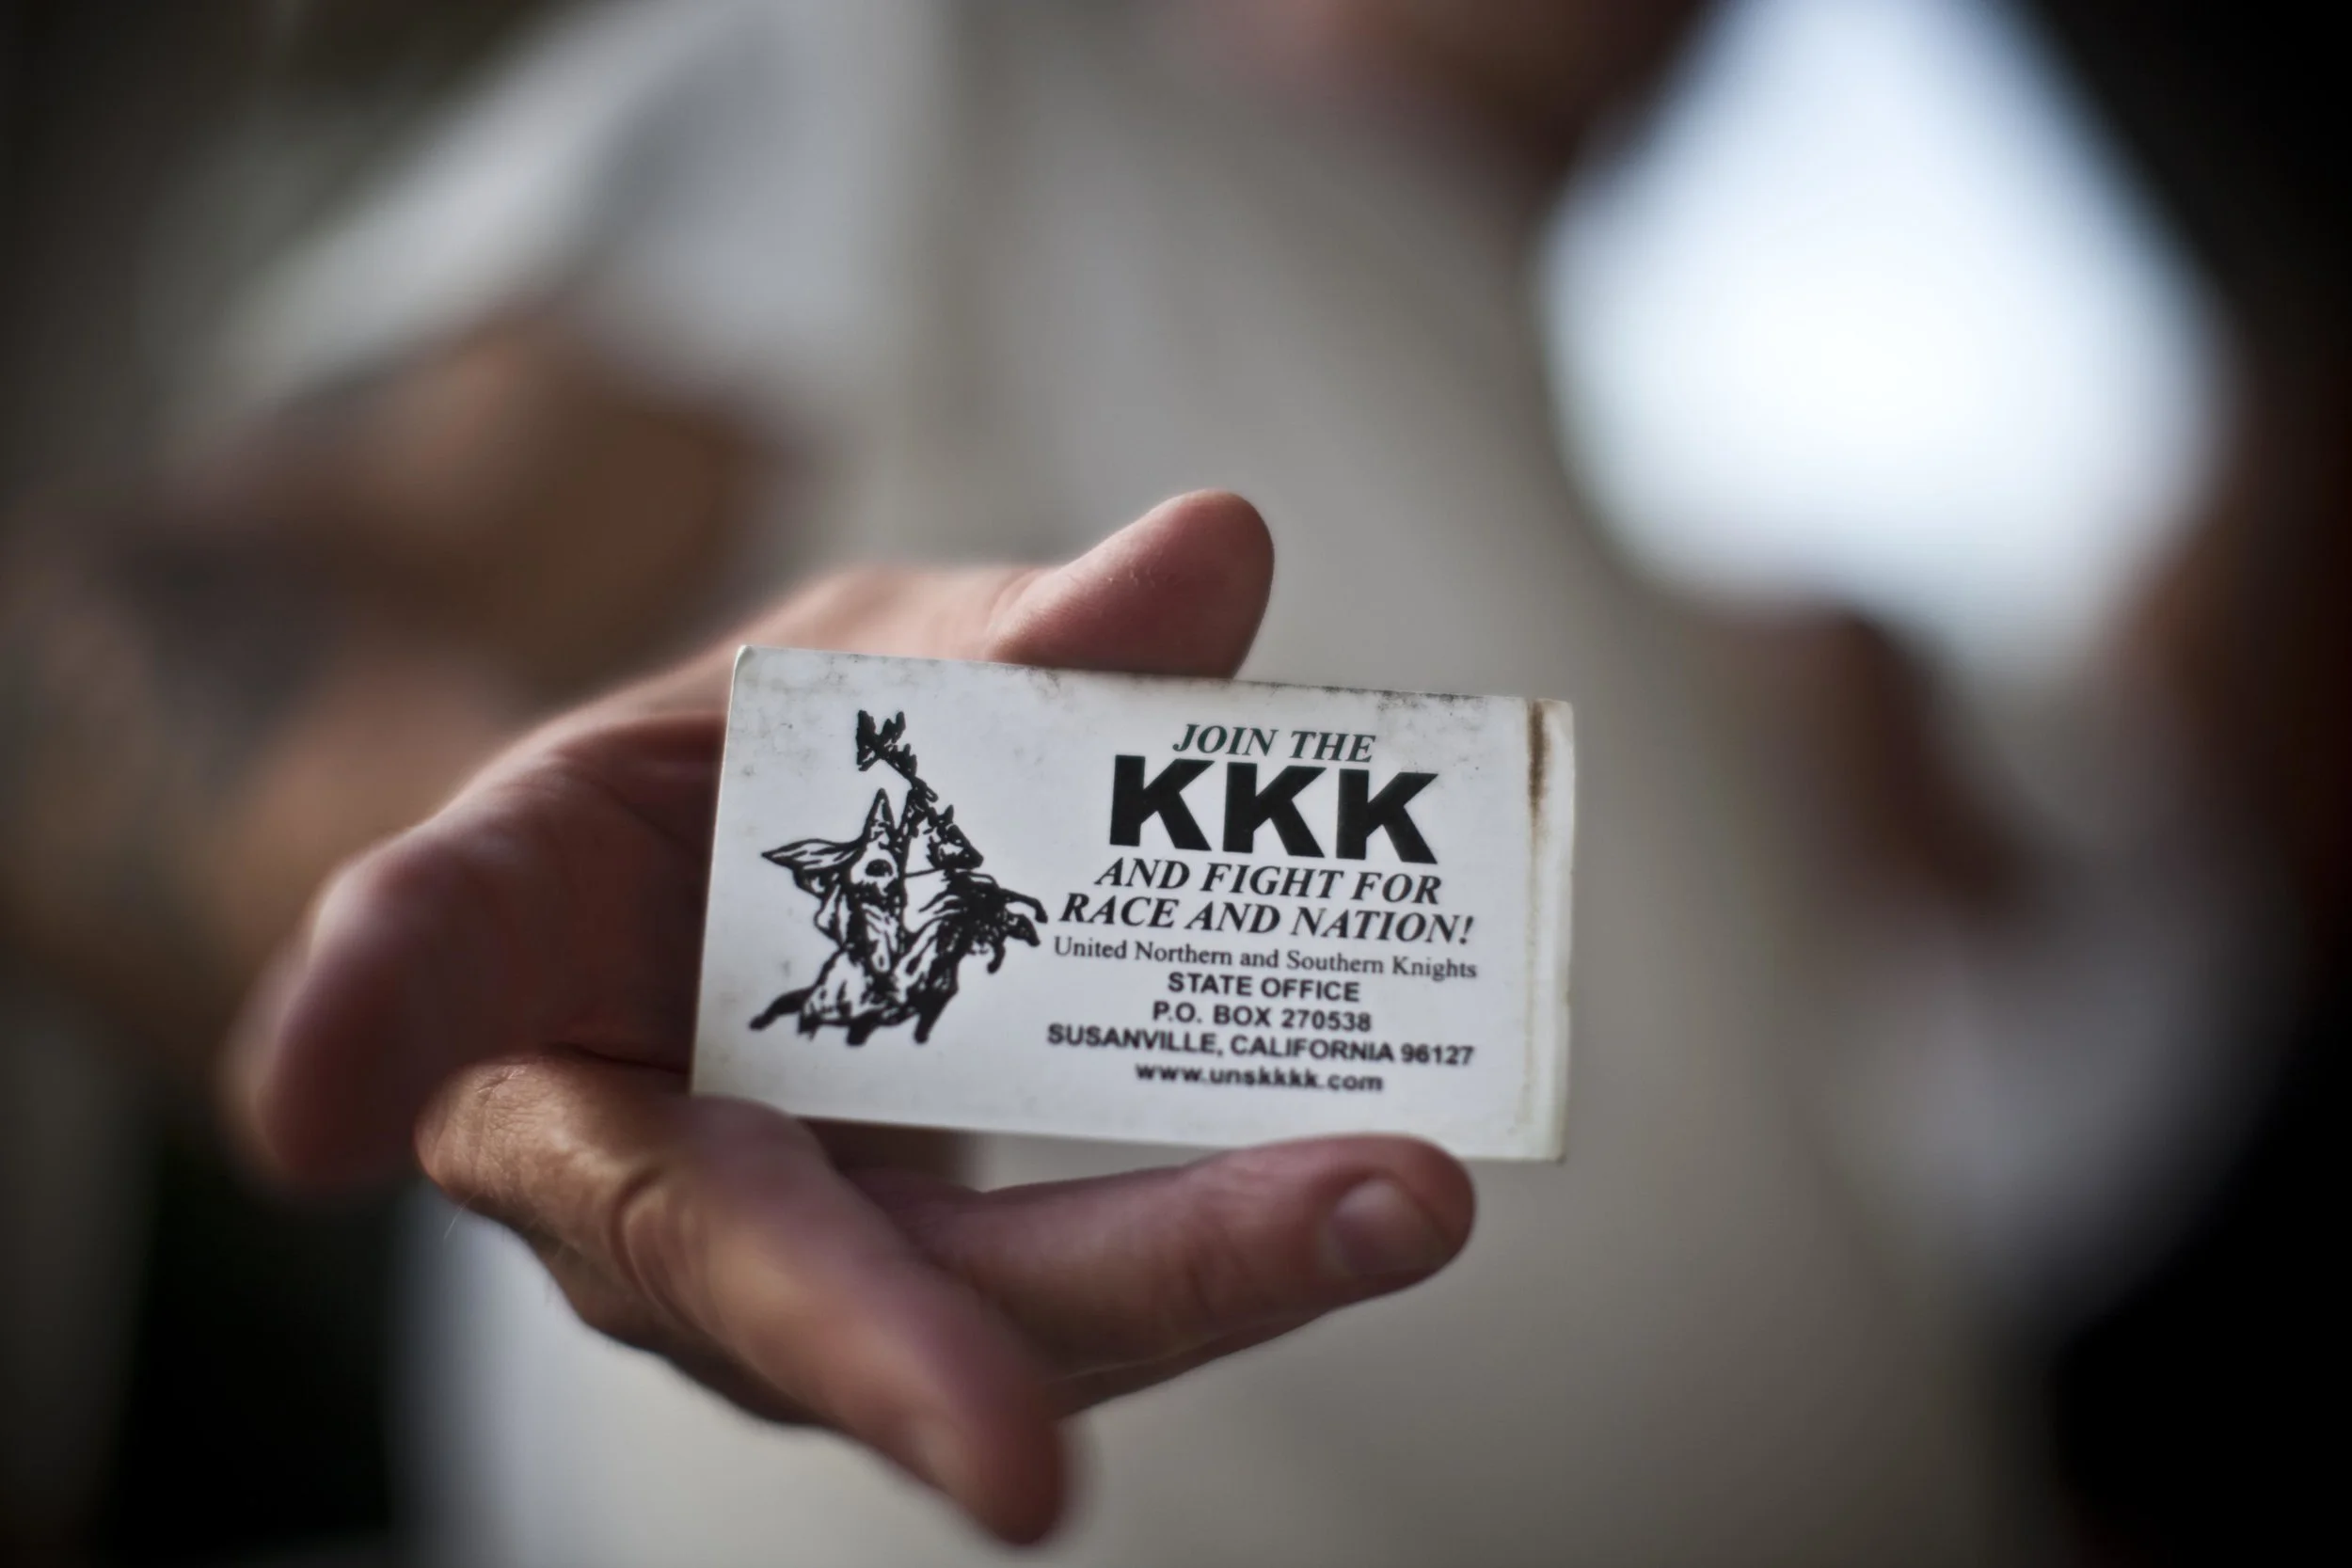 JOIN THE
KKK
AND FIGHT FOR
RACE AND NATION!
United Northern and Southern Knights
STATE OFFICE
P.O. BOX 270538
SUSANVILLE, CALIFORNIA 96127
www.unskkkk.com